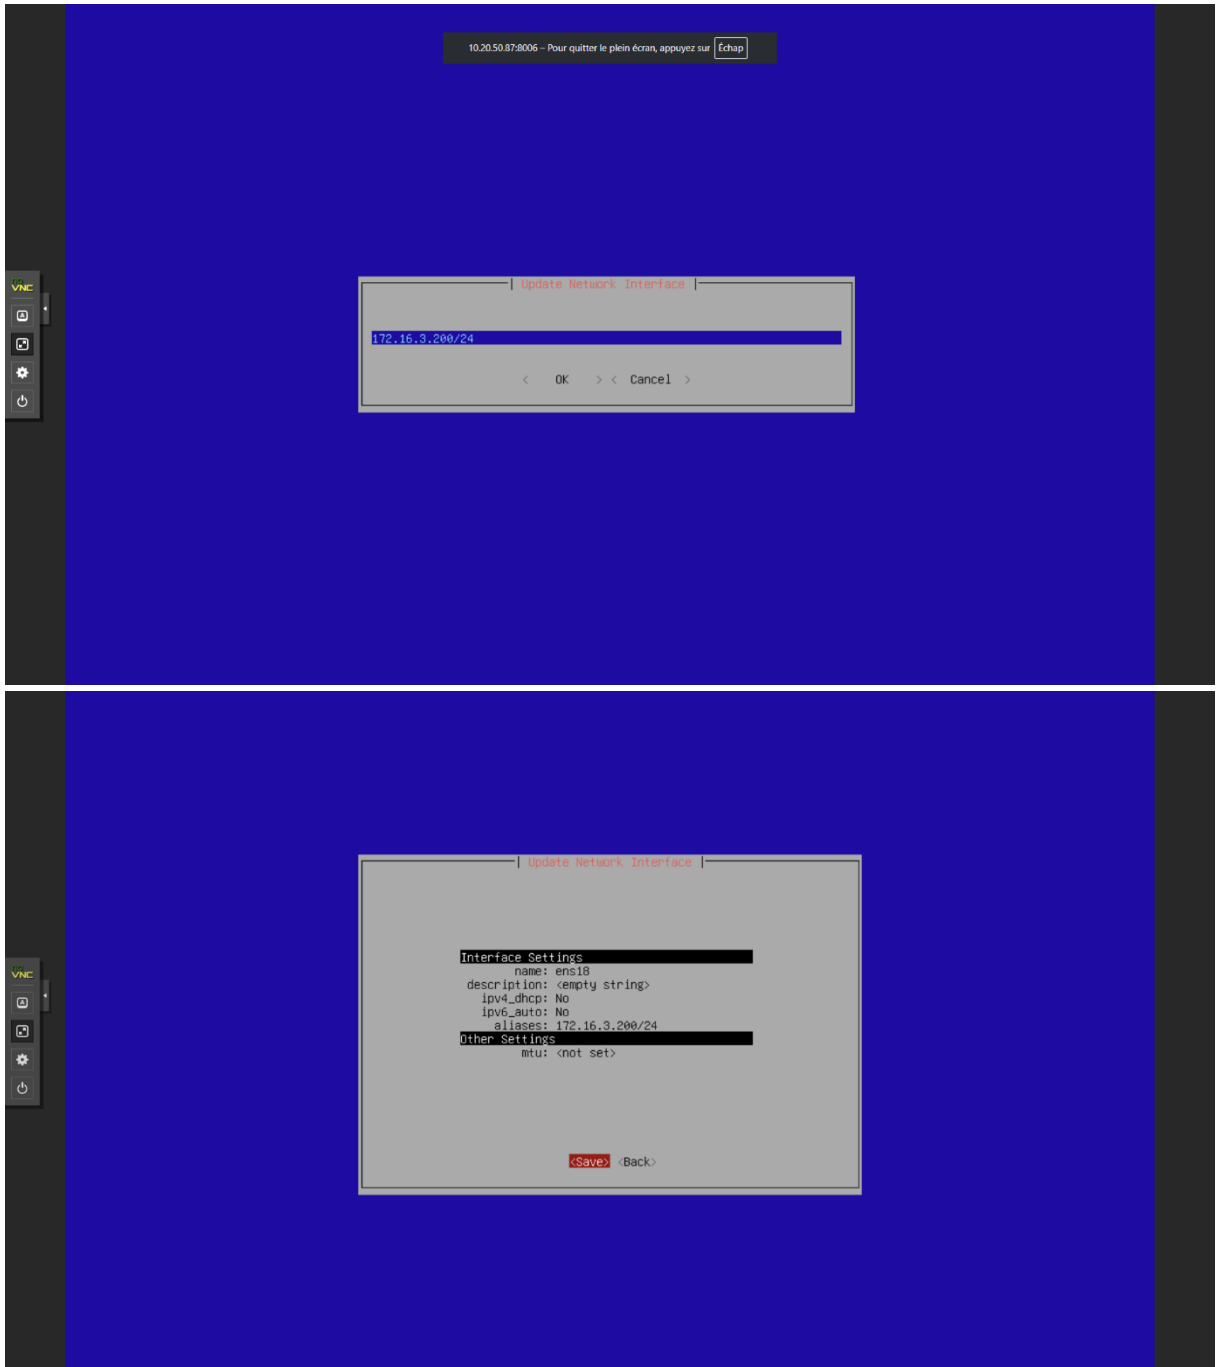 10.20.50.87:8006 – Pour quitter le plein écran, appuyez sur Échap
VNC
Update Network Interface
172.16.3.200/24
< OK > < Cancel >
VNC
Update Network Interface
Interface Settings
name: ens18
description: <empty string>
ipv4_dhcp: No
ipv6_auto: No
aliases: 172.16.3.200/24
Other Settings
mtu: <not set>
<Save> <Back>